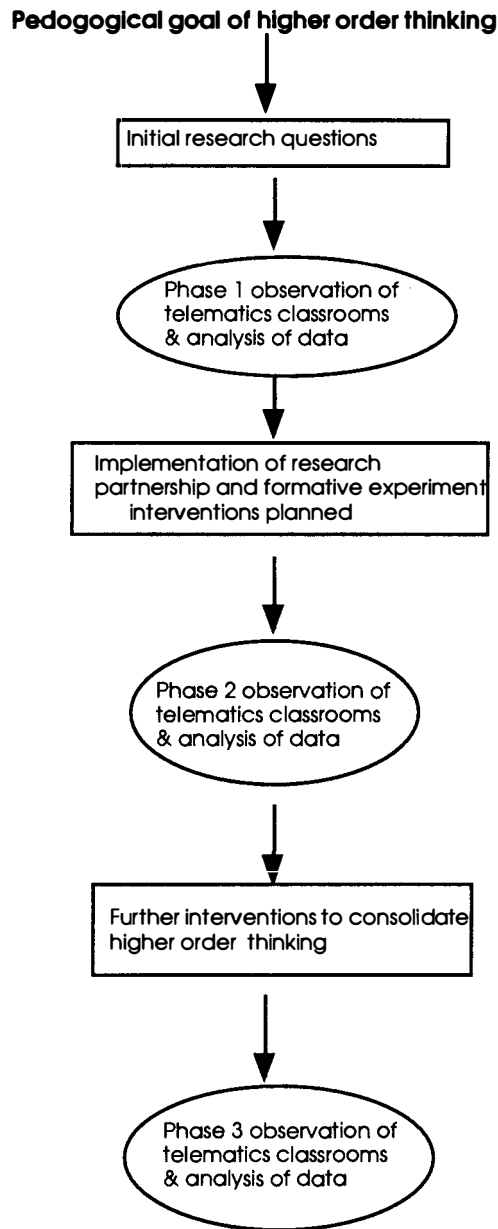 Pedogogical goal of higher order thinking
Initial research questions
Phase 1 observation of
telematics classrooms
& analysis of data
Implementation of research
partnership and formative experiment
interventions planned
Phase 2 observation of
telematics classrooms
& analysis of data
Further interventions to consolidate
higher order thinking
Phase 3 observation of
telematics classrooms
& analysis of data